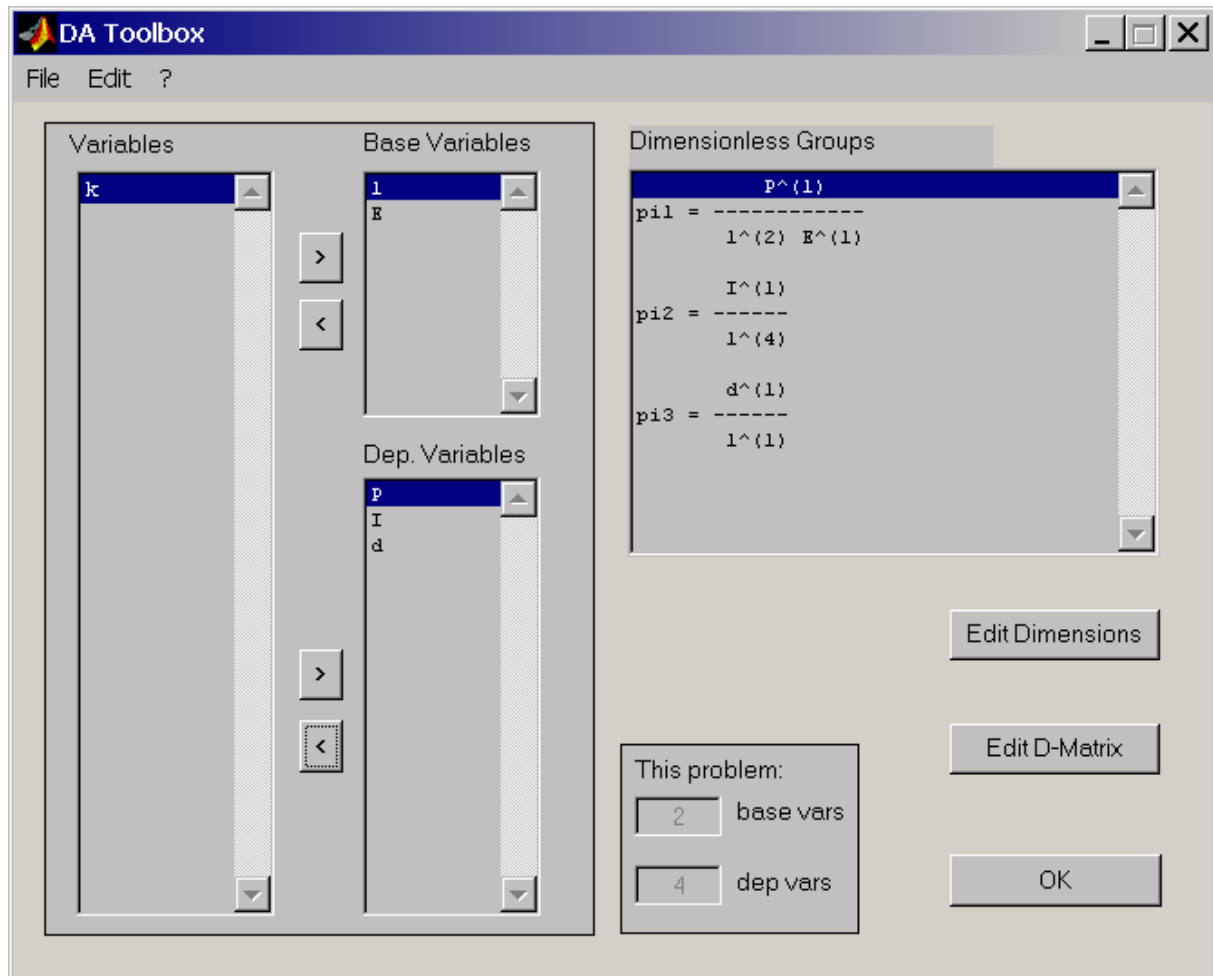 DA Toolbox
File Edit ?
Variables
k
Base Variables
l
E
>
<
Dep. Variables
P
I
d
>
<
Dimensionless Groups
P^(1)
pi1 = ------------
l^(2) E^(1)
I^(1)
pi2 = ------
l^(4)
d^(1)
pi3 = ------
l^(1)
Edit Dimensions
Edit D-Matrix
OK
This problem:
2 base vars
4 dep vars